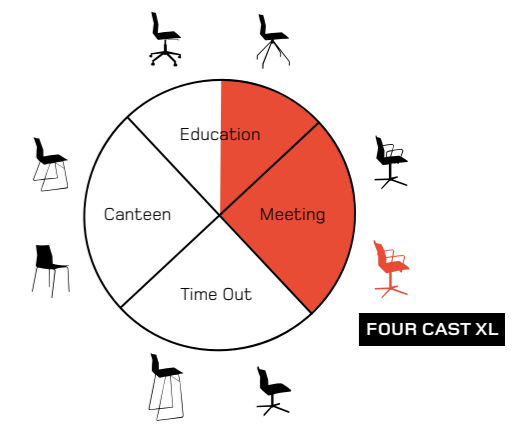 Education
Canteen
Meeting
Time Out
FOUR CAST XL